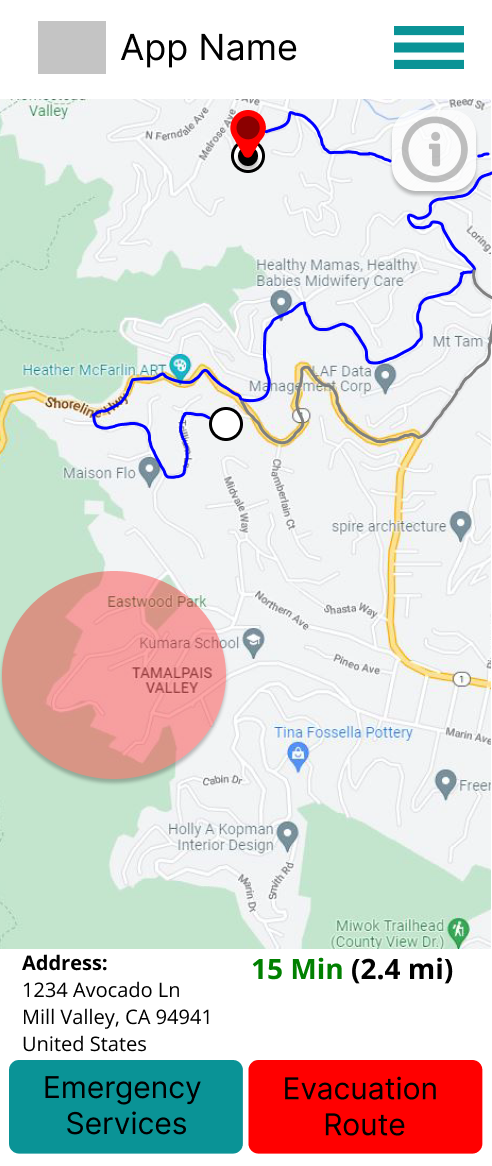 App Name
Valley
Reed St
N Ferndale Ave
Melrose Ave
Loring
Healthy Mamas, Healthy
Babies Midwifery Care
Mt Tam
Heather McFarlin ART
LAF Data
Management Corp
Shoreline Hwy
1
Maison Flo
Midvale Way
Chamberlain Ct
spire architecture
Eastwood Park
Northern Ave
Shasta Way
Kumara School
Pineo Ave
TAMALPAIS
VALLEY
1
Tina Fossella Pottery
Marin Ave
Cabin Dr
Freer
Holly A Kopman
Interior Design
Smith Rd
Marin Dr
Miwok Trailhead
(County View Dr.)
Address:
15 Min (2.4 mi)
1234 Avocado Ln
Mill Valley, CA 94941
United States
Emergency
Services
Evacuation
Route